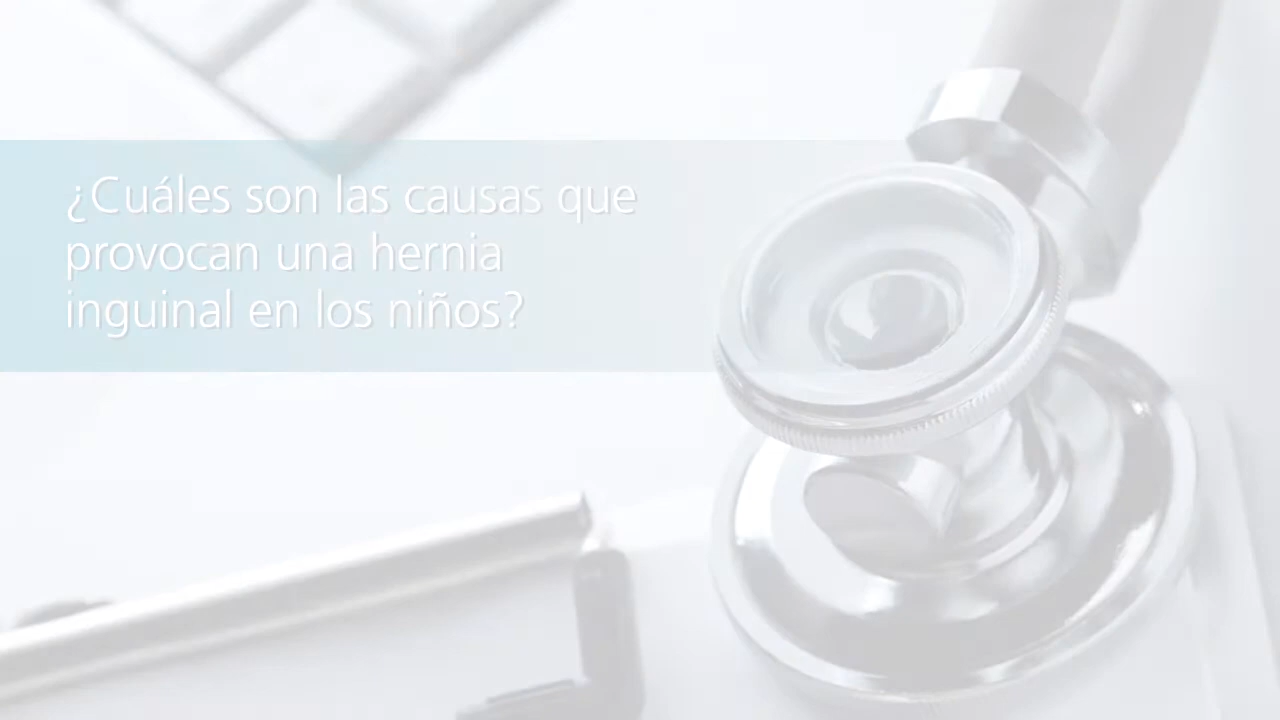 ¿Cuáles son las causas que
provocan una hernia
inguinal en los niños?